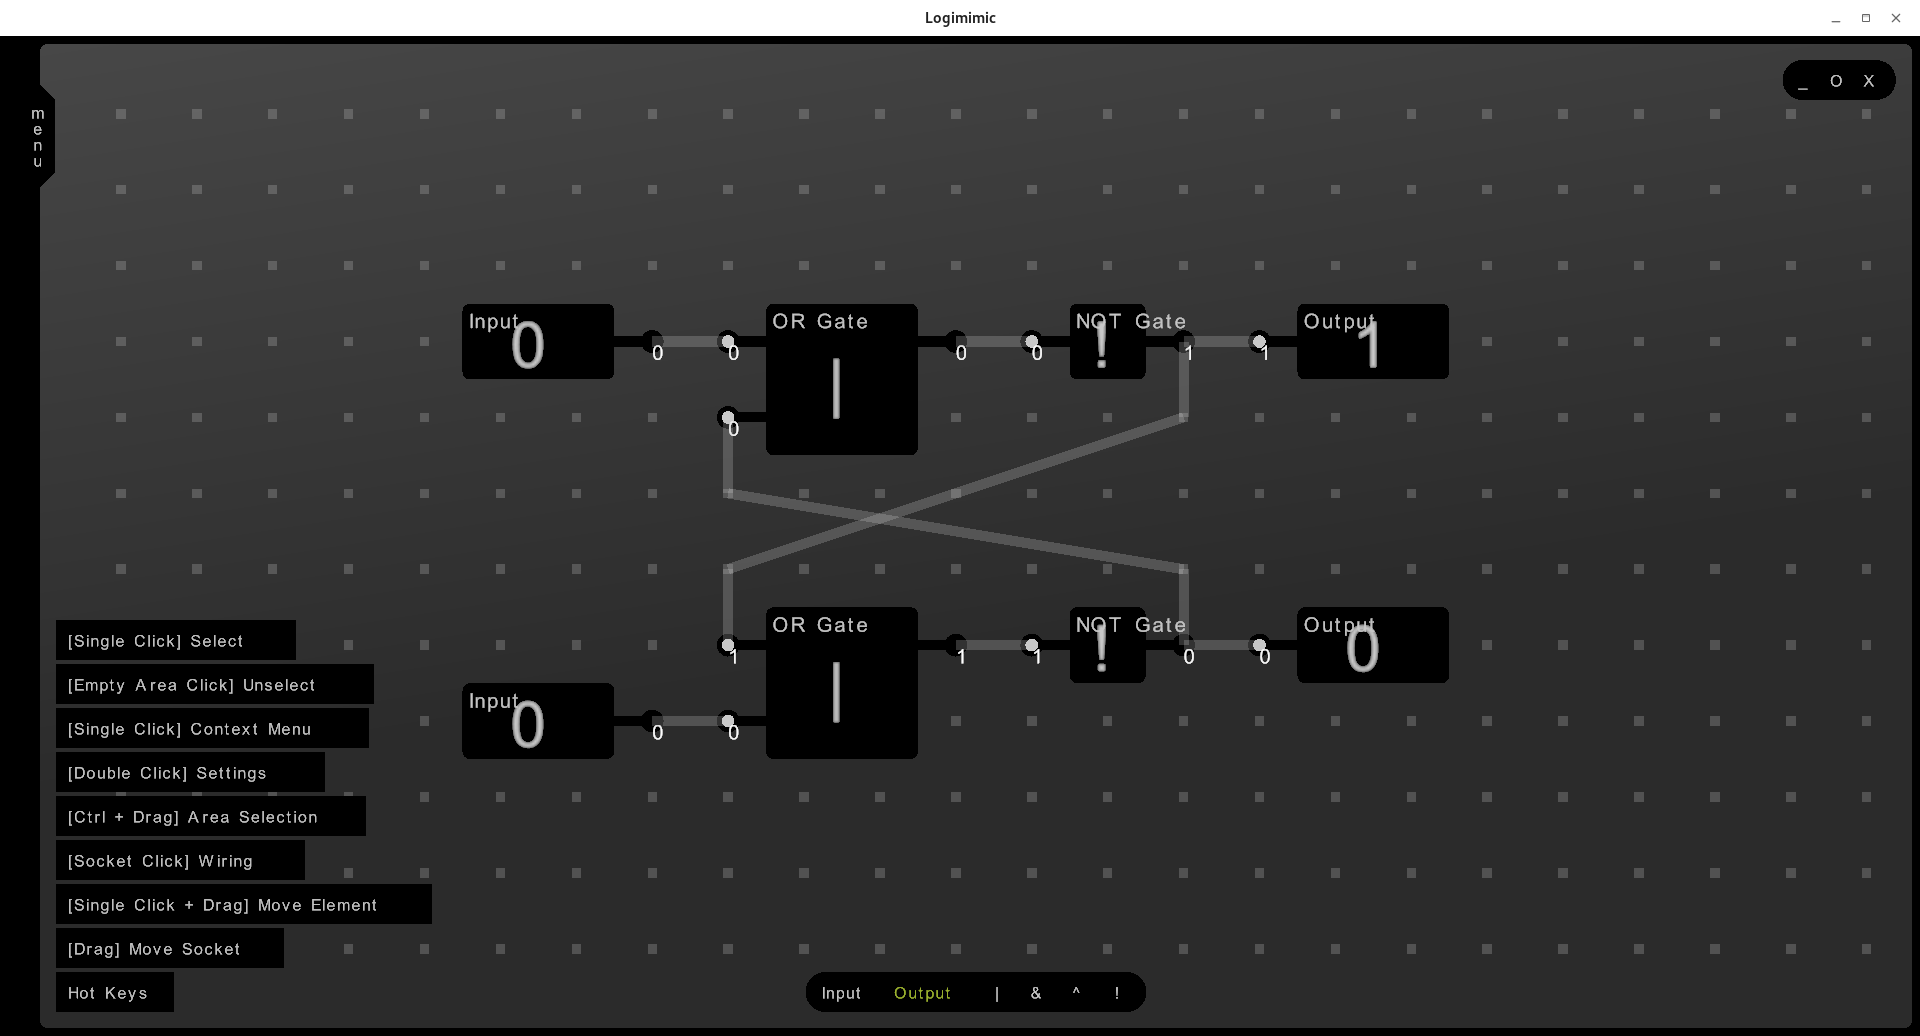 Logimimic
_ O X
menu
Input 0
0 0
OR Gate
|
0 0
NOT Gate
!
1 1
Output 1
0
OR Gate
|
1
1 1
NOT Gate
!
0 0
Output 0
Input 0
0 0
[Single Click] Select
[Empty Area Click] Unselect
[Single Click] Context Menu
[Double Click] Settings
[Ctrl + Drag] Area Selection
[Socket Click] Wiring
[Single Click + Drag] Move Element
[Drag] Move Socket
Hot Keys
Input Output | & ^ !